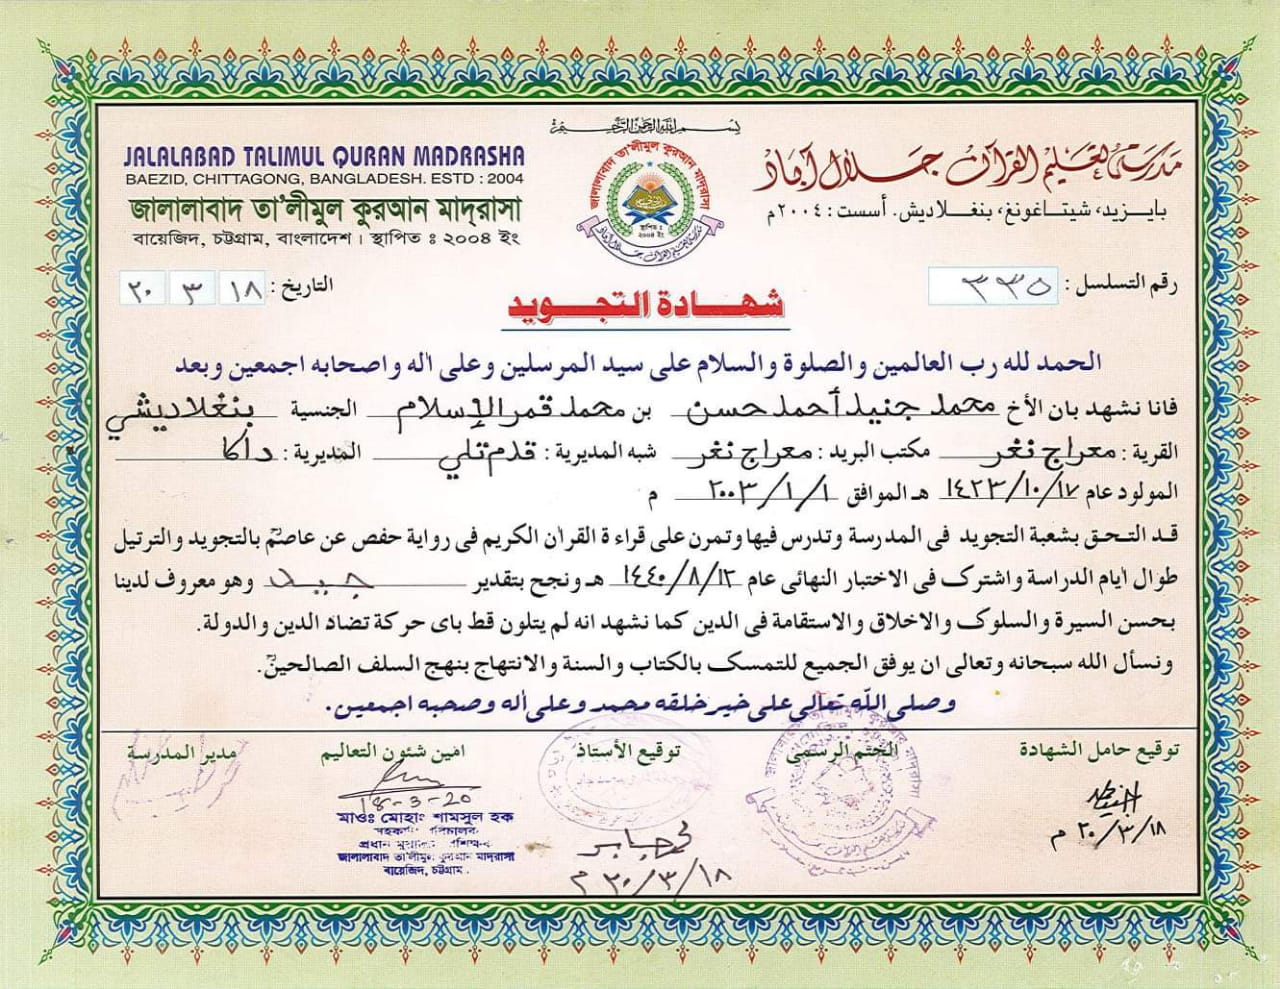 بسم الله الرحمن الرحيم
JALALABAD TALIMUL QURAN MADRASHA
BAEZID, CHITTAGONG, BANGLADESH. ESTD : 2004
জালালাবাদ তা'লীমুল কুরআন মাদ্রাসা
বায়েজিদ, চট্টগ্রাম, বাংলাদেশ। স্থাপিত ঃ ২০০৪ ইং
জালালাবাদ তা'লীমুল কুরআন মাদ্রাসা
স্থাপিত :
২০০৪ ইং
مدرسة تعليم القرآن جلال آباد
مدرسة تعليم القرآن جلال آباد
بايزيد، شيتاغونغ، بنغلاديش. أسست : ٢٠٠٤م
رقم التسلسل : ٣٣٥
التاريخ : ١٨ ٣ ٢٠
شهادة التجويد
الحمد لله رب العالمين والصلوة والسلام على سيد المرسلين وعلى اله واصحابه اجمعين وبعد
فانا نشهد بان الأخ محمد جنيد أحمد حسن بن محمد قمر الإسلام الجنسية بنغلاديشي
القرية : معراج نغر مكتب البريد : معراج نغر شبه المديرية : قدم تلي المديرية : داكا
المولود عام ١٤٢٣/١٠/١٧ هـ الموافق ٢٠٠٣/١/١ م
قد التحق بشعبة التجويد فى المدرسة وتدرس فيها وتمرن على قراءة القرأن الكريم فى رواية حفص عن عاصمؒ بالتجويد والترتيل
طوال ايام الدراسة واشترك فى الاختبار النهائى عام ١٤٤٠/٨/١٢ هـ ونجح بتقدير جيد وهو معروف لدينا
بحسن السيرة والسلوك والاخلاق والاستقامة فى الدين كما نشهد انه لم يتلون قط باى حركة تضاد الدين والدولة.
ونسأل الله سبحانه وتعالى ان يوفق الجميع للتمسك بالكتاب والسنة والانتهاج بنهج السلف الصالحينؒ.
وصلى الله تعالى على خير خلقه محمد وعلى اله وصحبه اجمعين.
توقيع حامل الشهادة
٢٠/٣/١٨ م
الختم الرسمى
توقيع الأستاذ
٢٠/٣/١٨ م
امين شئون التعاليم
18-3-20
মাওঃ মোহাং শামসুল হক
জালালাবাদ তা'লীমুল কুরআন মাদ্রাসা
বায়েজিদ, চট্টগ্রাম.
مدير المدرسة